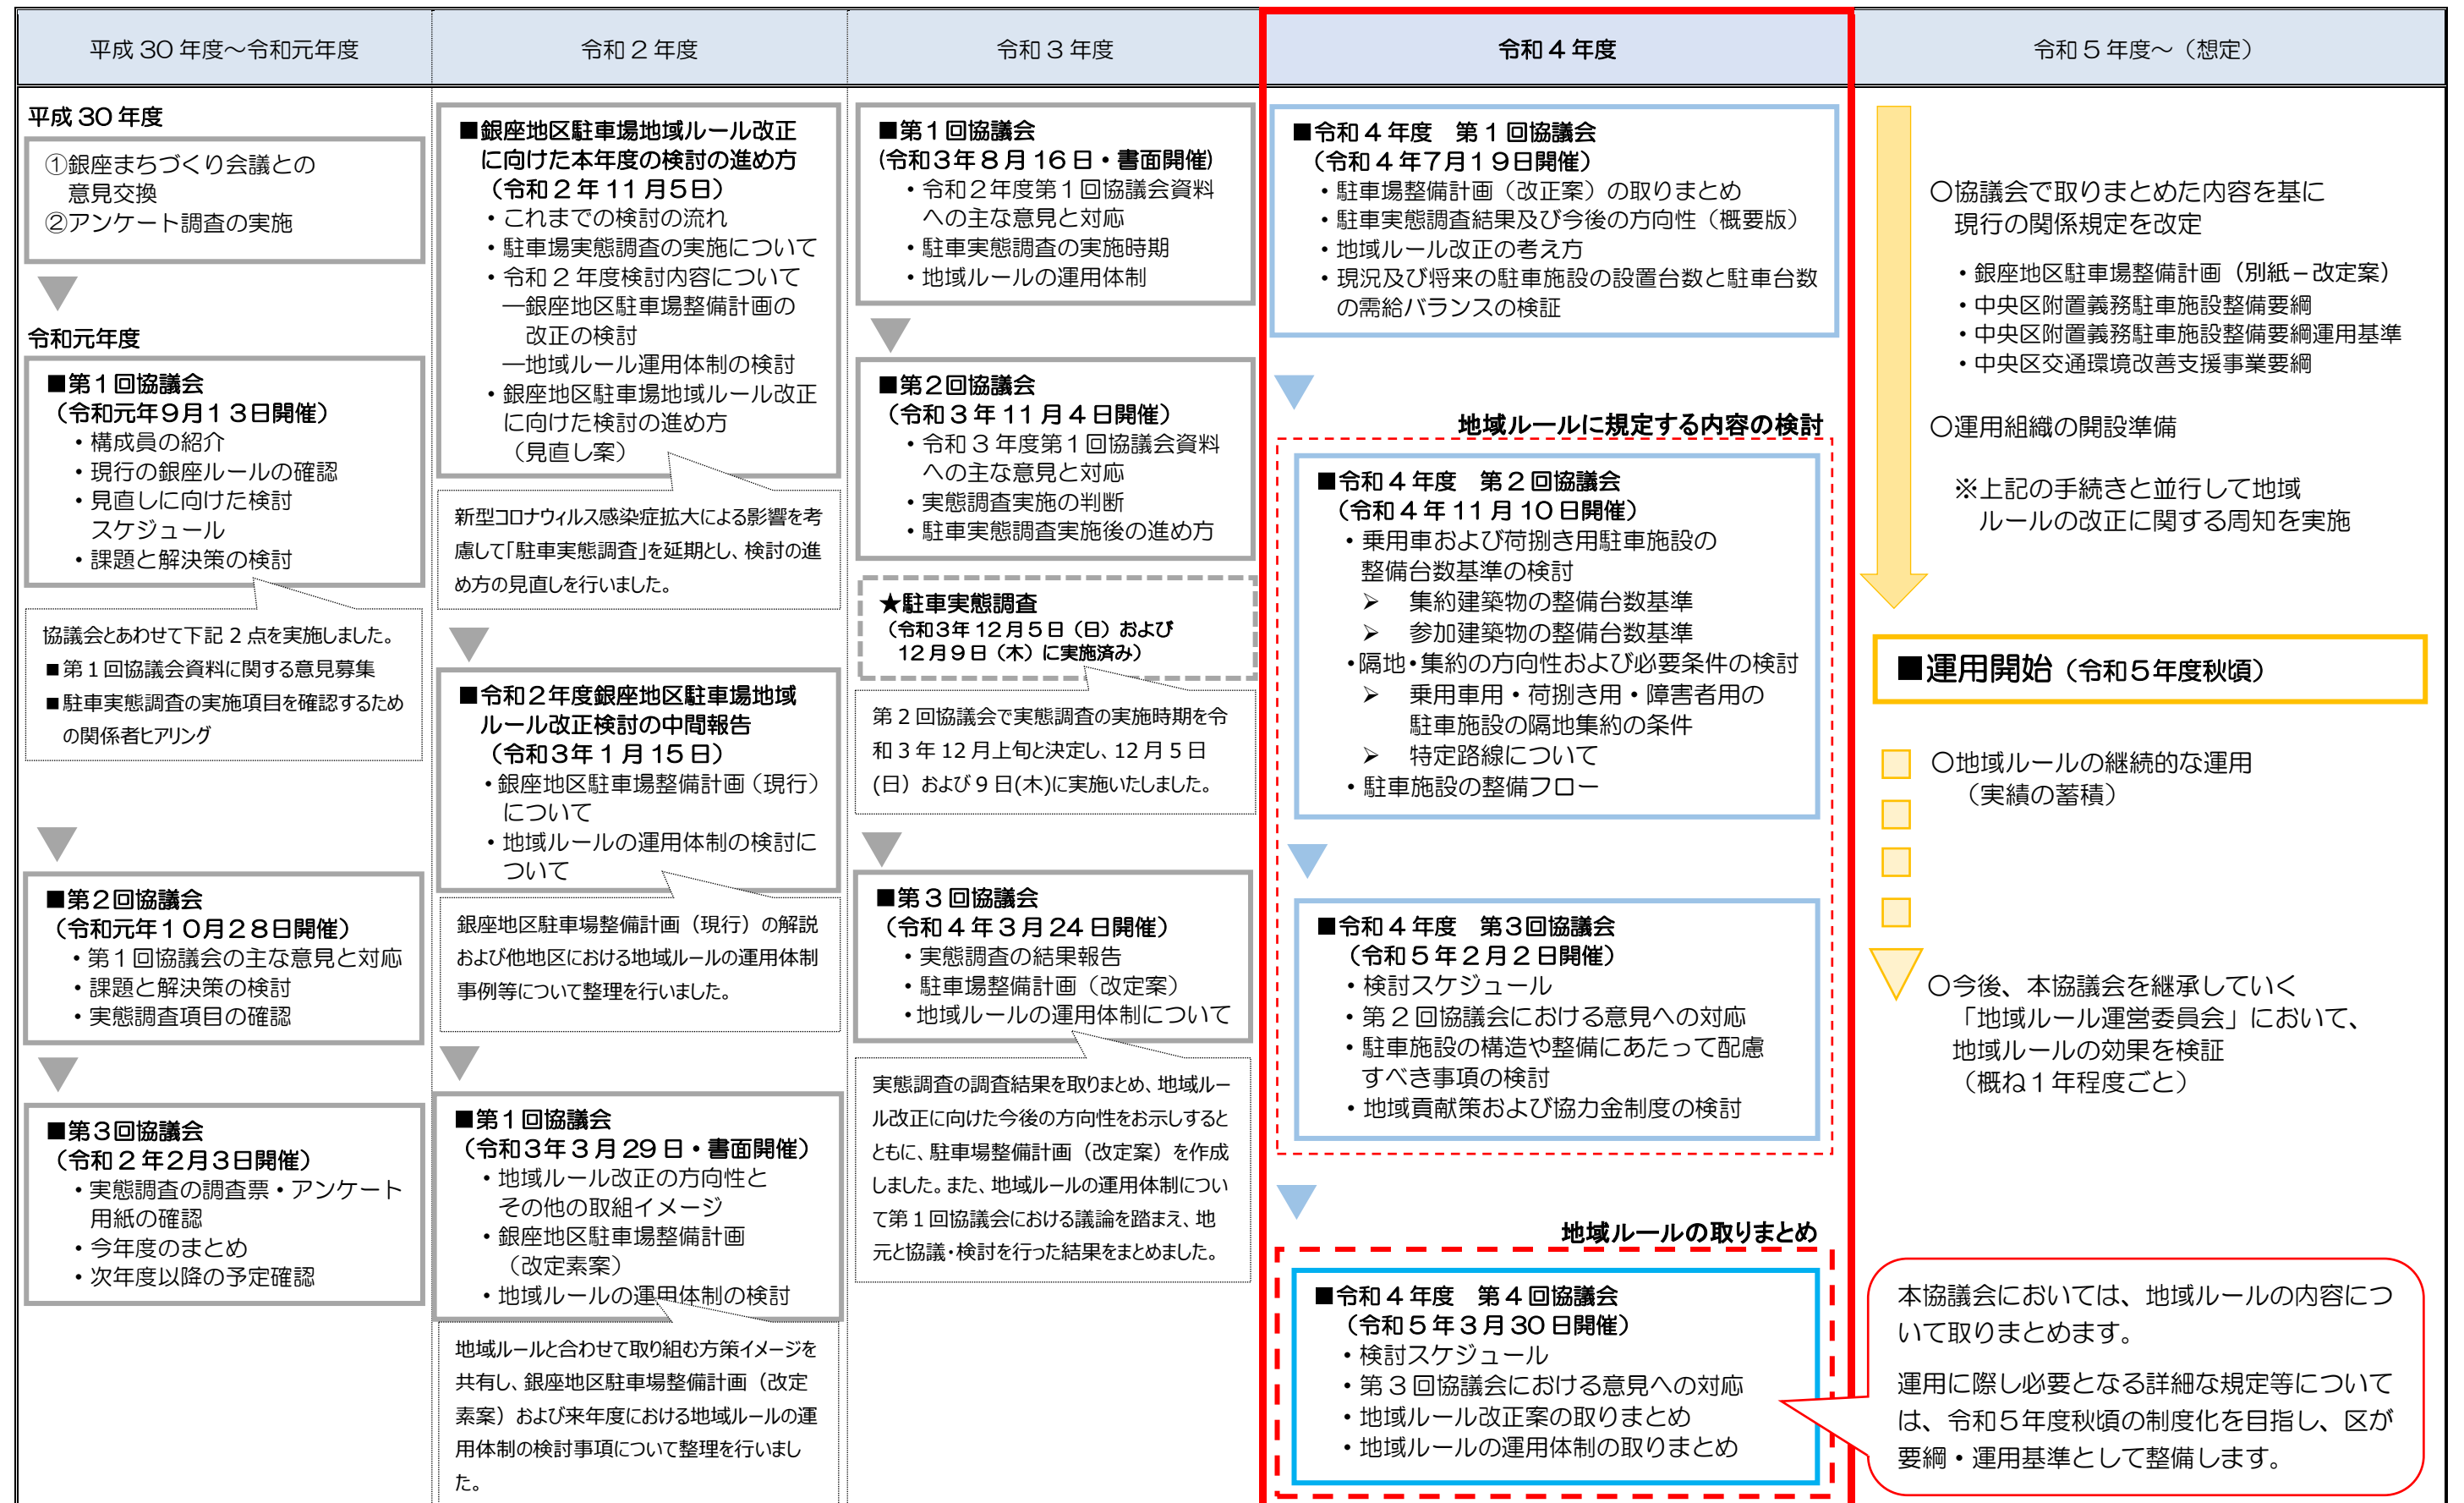 平成30年度～令和元年度
平成30年度
①銀座まちづくり会議との
意見交換
②アンケート調査の実施
令和元年度
■第1回協議会
（令和元年9月13日開催）
・構成員の紹介
・現行の銀座ルールの確認
・見直しに向けた検討
スケジュール
・課題と解決策の検討
協議会とあわせて下記2点を実施しました。
■第1回協議会資料に関する意見募集
■駐車実態調査の実施項目を確認するため
の関係者ヒアリング
■第2回協議会
（令和元年10月28日開催）
・第1回協議会の主な意見と対応
・課題と解決策の検討
・実態調査項目の確認
■第3回協議会
（令和2年2月3日開催）
・実態調査の調査票・アンケート
用紙の確認
・今年度のまとめ
・次年度以降の予定確認
令和2年度
■銀座地区駐車場地域ルール改正
に向けた本年度の検討の進め方
（令和2年11月5日）
・これまでの検討の流れ
・駐車場実態調査の実施について
・令和2年度検討内容について
―銀座地区駐車場整備計画の
改正の検討
―地域ルール運用体制の検討
・銀座地区駐車場地域ルール改正
に向けた検討の進め方
（見直し案）
新型コロナウィルス感染症拡大による影響を考
慮して「駐車実態調査」を延期とし、検討の進
め方の見直しを行いました。
■令和2年度銀座地区駐車場地域
ルール改正検討の中間報告
（令和3年1月15日）
・銀座地区駐車場整備計画（現行）
について
・地域ルールの運用体制の検討に
ついて
銀座地区駐車場整備計画（現行）の解説
および他地区における地域ルールの運用体制
事例等について整理を行いました。
■第1回協議会
（令和3年3月29日・書面開催）
・地域ルール改正の方向性と
その他の取組イメージ
・銀座地区駐車場整備計画
（改定素案）
・地域ルールの運用体制の検討
地域ルールと合わせて取り組む方策イメージを
共有し、銀座地区駐車場整備計画（改定
素案）および来年度における地域ルールの運
用体制の検討事項について整理を行いまし
た。
令和3年度
■第1回協議会
(令和3年8月16日・書面開催)
・令和2年度第1回協議会資料
への主な意見と対応
・駐車実態調査の実施時期
・地域ルールの運用体制
■第2回協議会
（令和3年11月4日開催）
・令和3年度第1回協議会資料
への主な意見と対応
・実態調査実施の判断
・駐車実態調査実施後の進め方
★駐車実態調査
（令和3年12月5日（日）および
12月9日（木）に実施済み）
第2回協議会で実態調査の実施時期を令
和3年12月上旬と決定し、12月5日
(日）および9日(木)に実施いたしました。
■第3回協議会
（令和4年3月24日開催）
・実態調査の結果報告
・駐車場整備計画（改定案）
・地域ルールの運用体制について
実態調査の調査結果を取りまとめ、地域ルー
ル改正に向けた今後の方向性をお示しすると
ともに、駐車場整備計画（改定案）を作成
しました。また、地域ルールの運用体制につい
て第1回協議会における議論を踏まえ、地
元と協議・検討を行った結果をまとめました。
令和4年度
■令和4年度　第1回協議会
（令和4年7月19日開催）
・駐車場整備計画（改正案）の取りまとめ
・駐車実態調査結果及び今後の方向性（概要版）
・地域ルール改正の考え方
・現況及び将来の駐車施設の設置台数と駐車台数
の需給バランスの検証
地域ルールに規定する内容の検討
■令和4年度　第2回協議会
（令和4年11月10日開催）
・乗用車および荷捌き用駐車施設の
整備台数基準の検討
➢ 集約建築物の整備台数基準
➢ 参加建築物の整備台数基準
・隔地・集約の方向性および必要条件の検討
➢ 乗用車用・荷捌き用・障害者用の
駐車施設の隔地集約の条件
➢ 特定路線について
・駐車施設の整備フロー
■令和4年度　第3回協議会
（令和5年2月2日開催）
・検討スケジュール
・第2回協議会における意見への対応
・駐車施設の構造や整備にあたって配慮
すべき事項の検討
・地域貢献策および協力金制度の検討
地域ルールの取りまとめ
■令和4年度　第4回協議会
（令和5年3月30日開催）
・検討スケジュール
・第3回協議会における意見への対応
・地域ルール改正案の取りまとめ
・地域ルールの運用体制の取りまとめ
令和5年度～（想定）
〇協議会で取りまとめた内容を基に
現行の関係規定を改定
・銀座地区駐車場整備計画（別紙－改定案）
・中央区附置義務駐車施設整備要綱
・中央区附置義務駐車施設整備要綱運用基準
・中央区交通環境改善支援事業要綱
〇運用組織の開設準備
※上記の手続きと並行して地域
ルールの改正に関する周知を実施
■運用開始（令和5年度秋頃）
〇地域ルールの継続的な運用
（実績の蓄積）
〇今後、本協議会を継承していく
「地域ルール運営委員会」において、
地域ルールの効果を検証
（概ね1年程度ごと）
本協議会においては、地域ルールの内容につ
いて取りまとめます。
運用に際し必要となる詳細な規定等について
は、令和5年度秋頃の制度化を目指し、区が
要綱・運用基準として整備します。